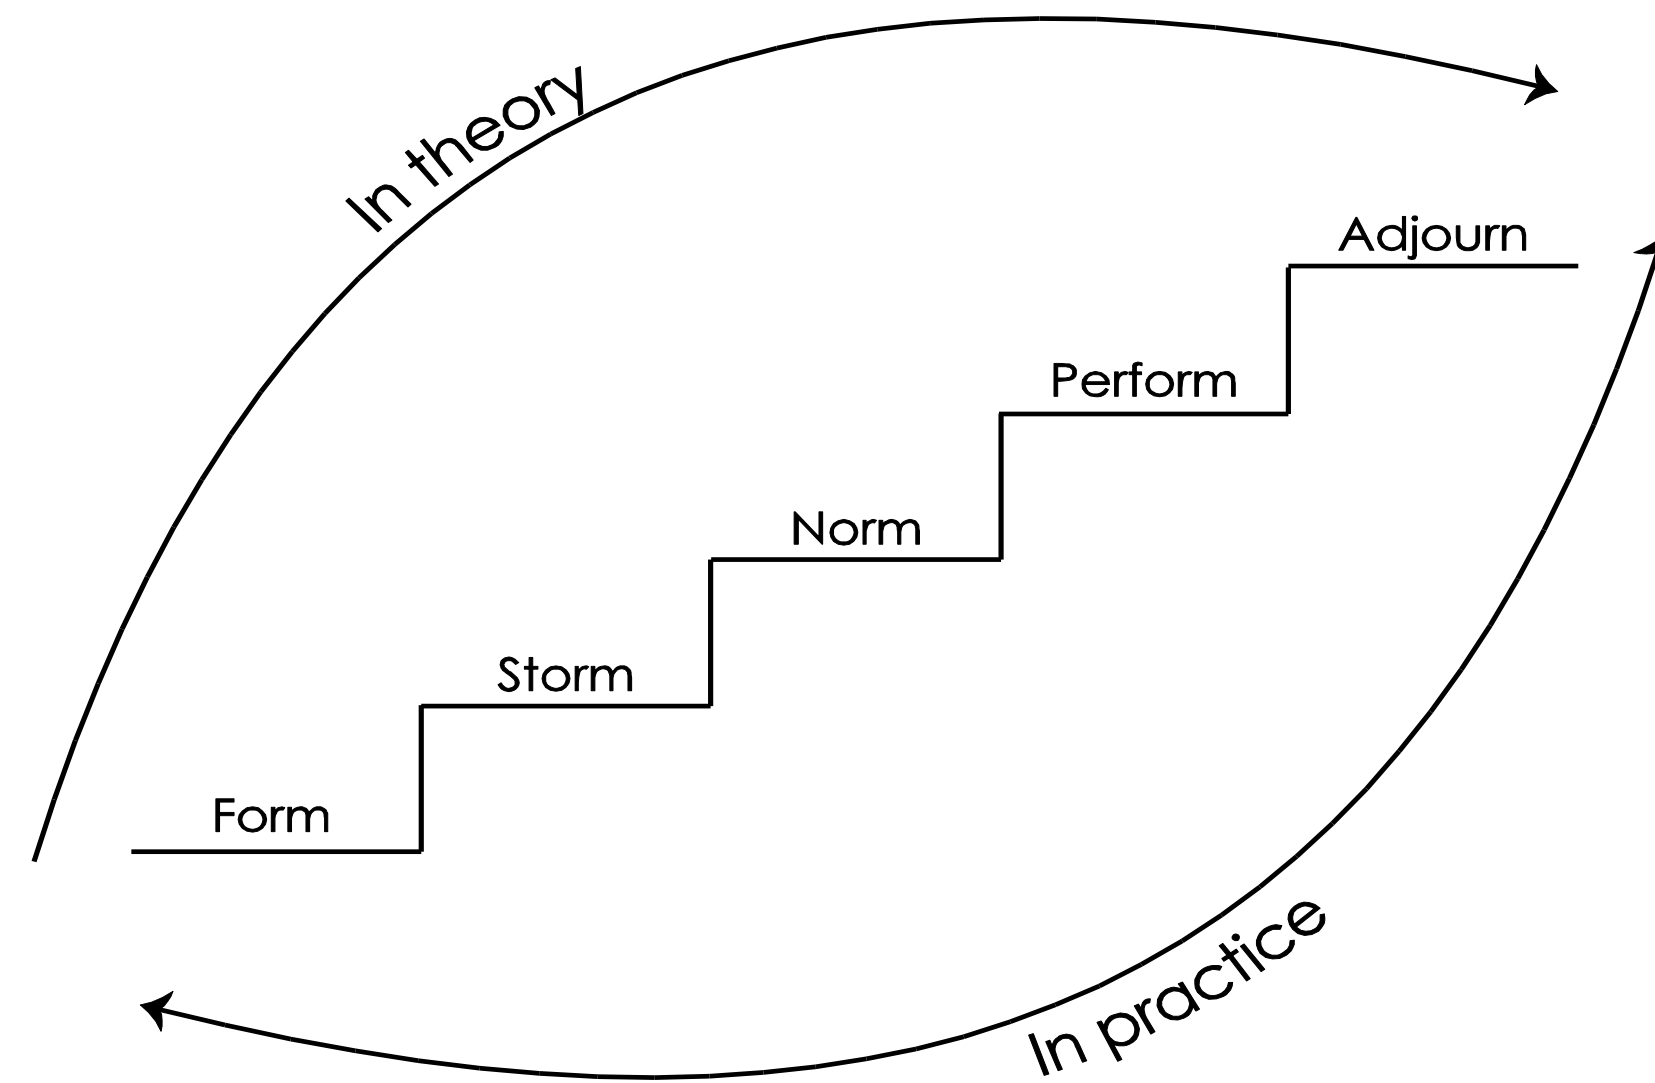 In theory
Adjourn
Perform
Norm
Storm
Form
In practice